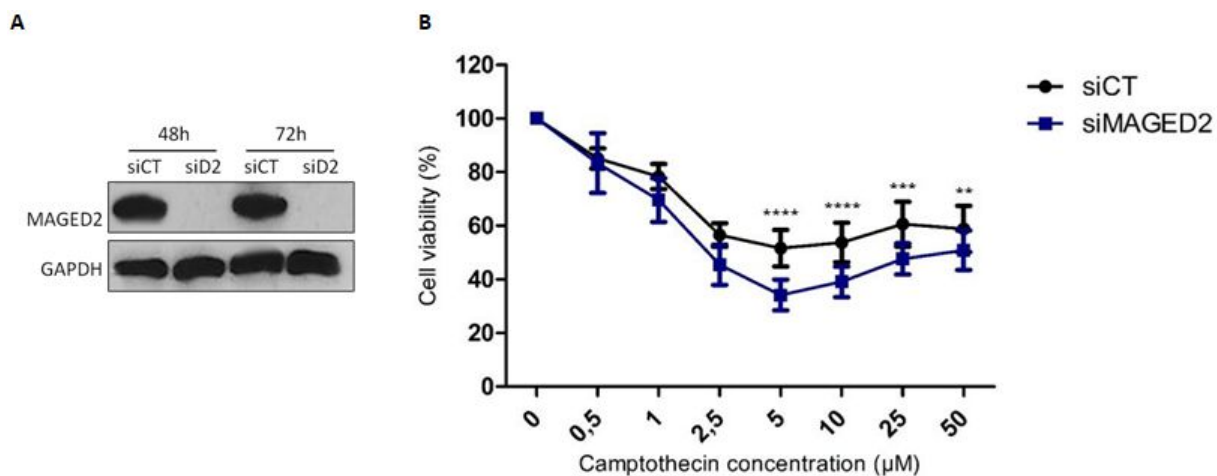 A
48h 72h
siCT siD2 siCT siD2
MAGED2
GAPDH
B
120
100
80
60
40
20
0
Cell viability (%)
**** **** *** **
0 0,5 1 2,5 5 10 25 50
Camptothecin concentration (µM)
siCT
siMAGED2